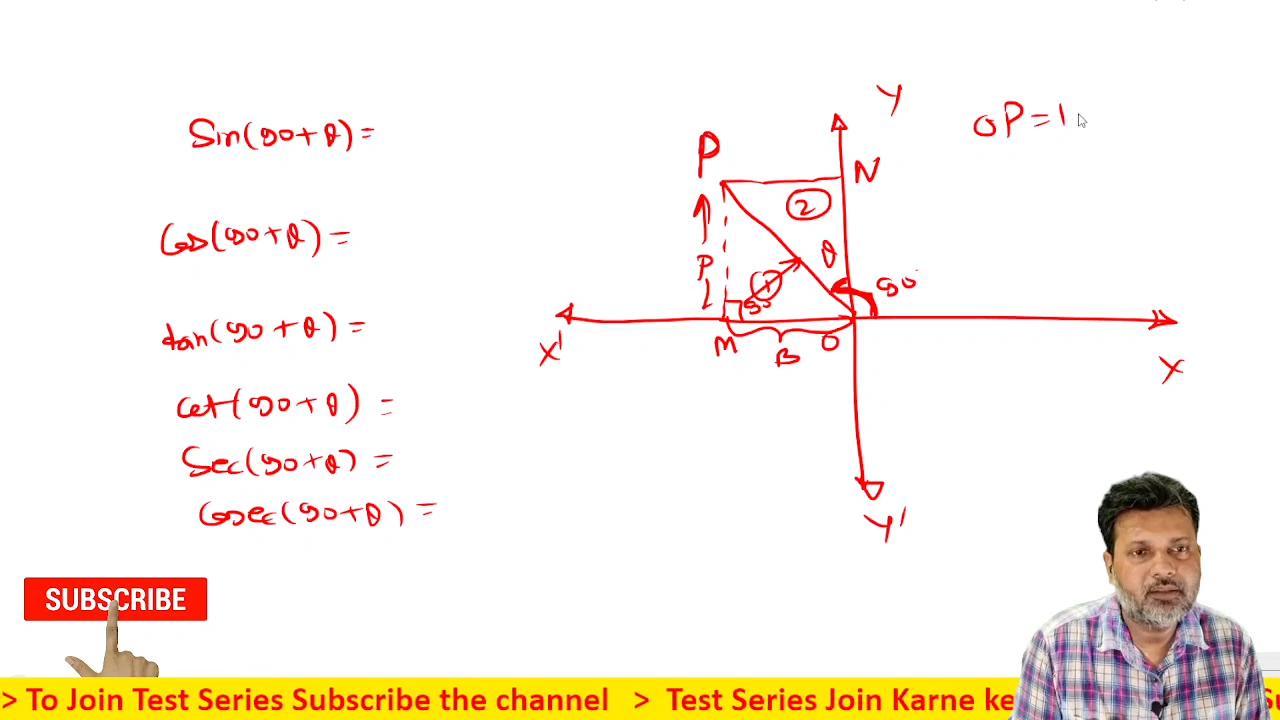 Sin(90+θ)=
Cos(90+θ)=
tan(90+θ)=
Cot(90+θ) =
Sec(90+θ) =
Cosec(90+θ) =
Y
OP=1
P
N
2
θ
P
1
90°
90°
X'
M
B
O
X
Y'
SUBSCRIBE
> To Join Test Series Subscribe the channel > Test Series Join Karne ke